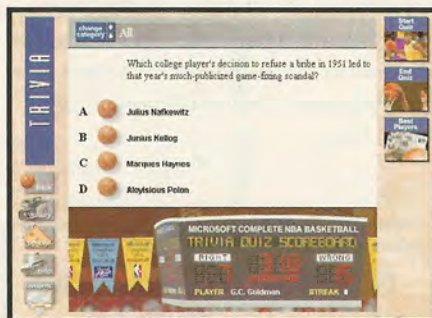 change category
All
Start Quiz
Which college player's decision to refuse a bribe in 1951 led to
that year's much-publicized game-fixing scandal?
End Quiz
TRIVIA
A Julius Nafkewitz
Best Players
B Junius Kellog
C Marques Haynes
D Aloyisious Polon
MICROSOFT COMPLETE NBA BASKETBALL
TRIVIA QUIZ SCOREBOARD
RIGHT
WRONG
PLAYER G.C. Goldman STREAK